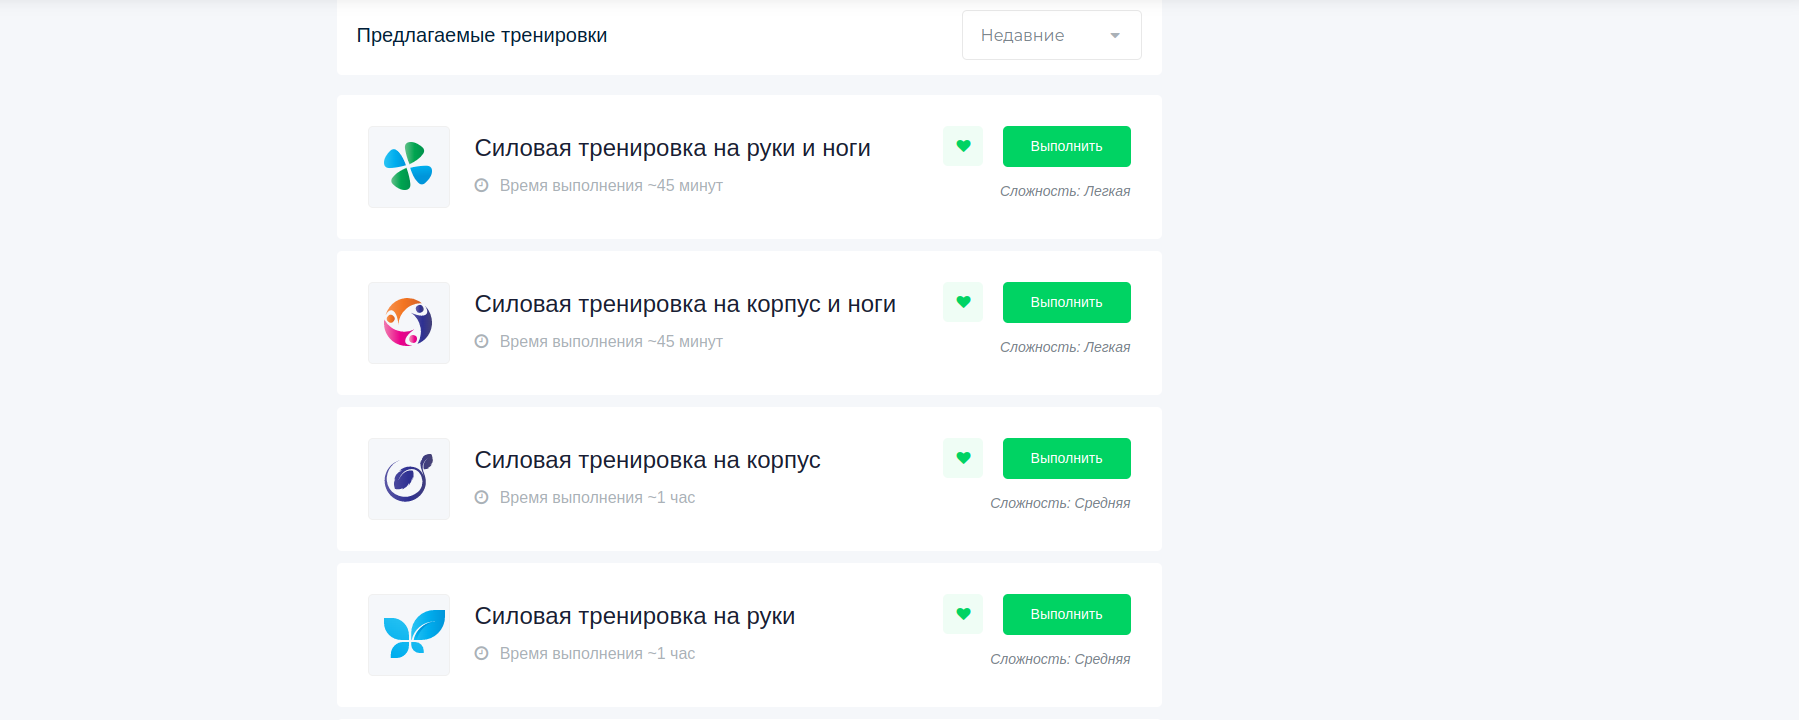 Предлагаемые тренировки
Недавние
Силовая тренировка на руки и ноги
Время выполнения ~45 минут
Выполнить
Сложность: Легкая
Силовая тренировка на корпус и ноги
Время выполнения ~45 минут
Выполнить
Сложность: Легкая
Силовая тренировка на корпус
Время выполнения ~1 час
Выполнить
Сложность: Средняя
Силовая тренировка на руки
Время выполнения ~1 час
Выполнить
Сложность: Средняя